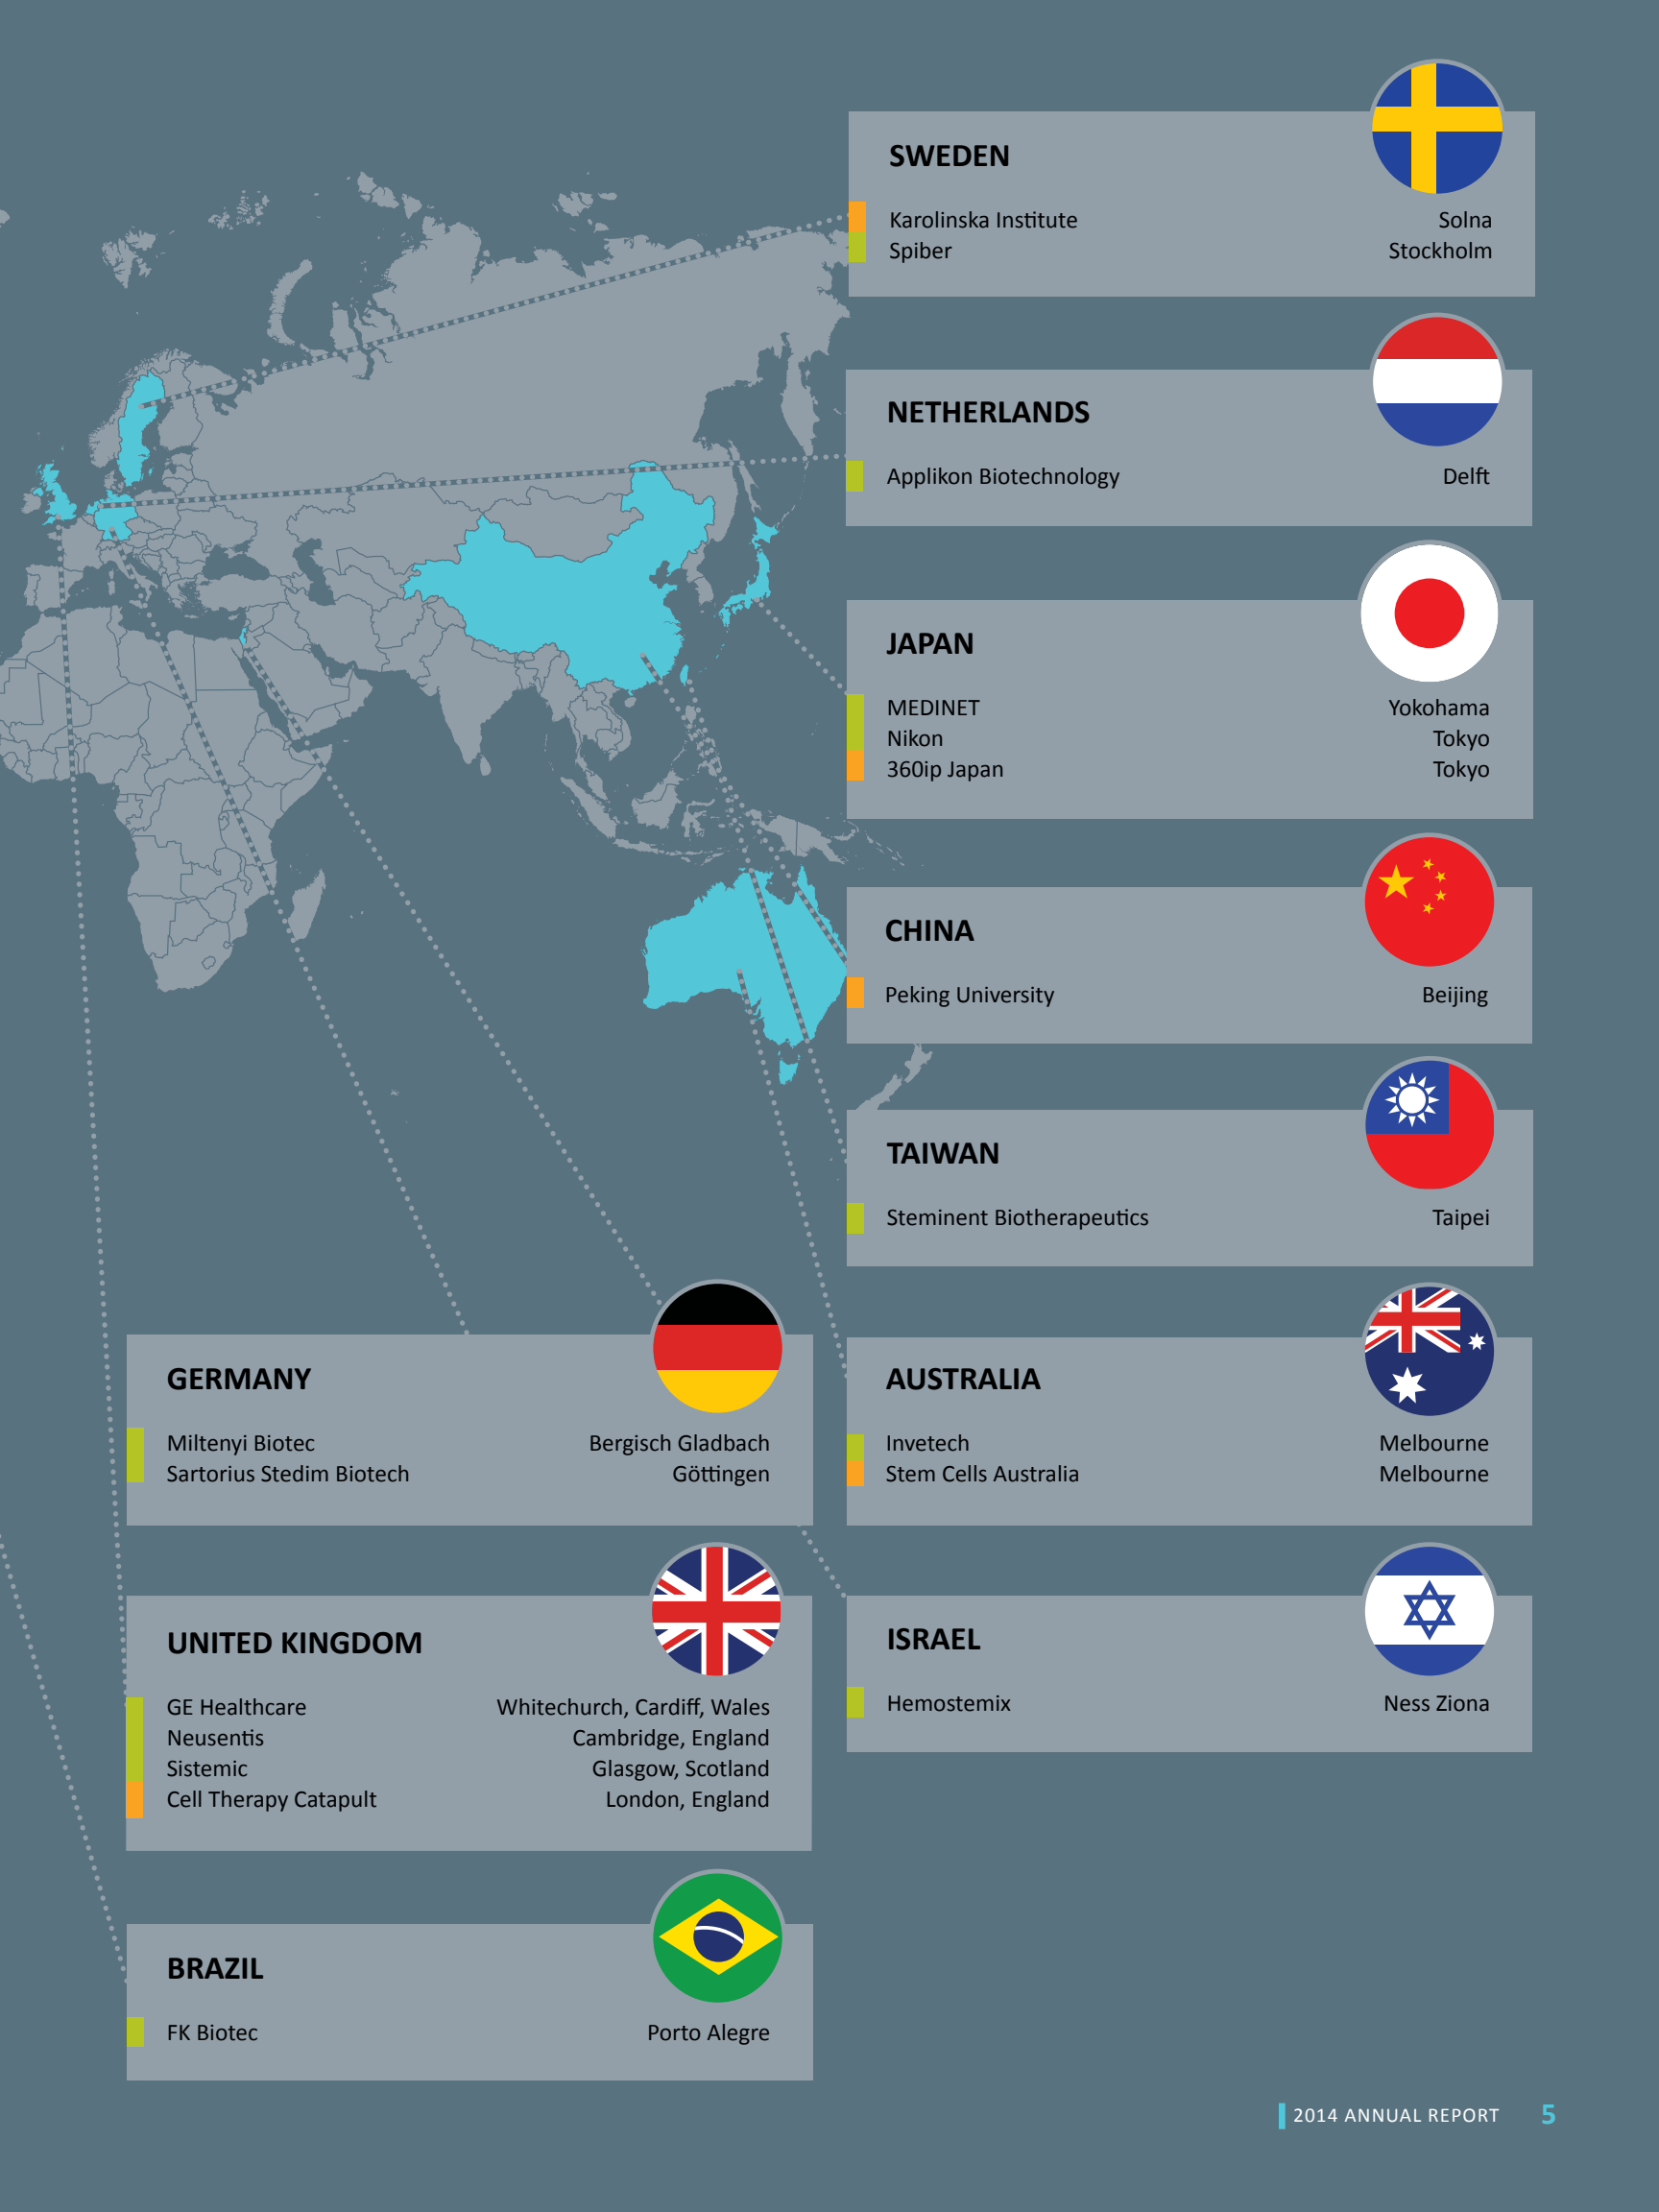 SWEDEN
Karolinska Institute Solna
Spiber Stockholm
NETHERLANDS
Applikon Biotechnology Delft
JAPAN
MEDINET Yokohama
Nikon Tokyo
360ip Japan Tokyo
CHINA
Peking University Beijing
TAIWAN
Steminent Biotherapeutics Taipei
GERMANY
Miltenyi Biotec Bergisch Gladbach
Sartorius Stedim Biotech Göttingen
AUSTRALIA
Invetech Melbourne
Stem Cells Australia Melbourne
UNITED KINGDOM
GE Healthcare Whitechurch, Cardiff, Wales
Neusentis Cambridge, England
Sistemic Glasgow, Scotland
Cell Therapy Catapult London, England
ISRAEL
Hemostemix Ness Ziona
BRAZIL
FK Biotec Porto Alegre
2014 ANNUAL REPORT 5